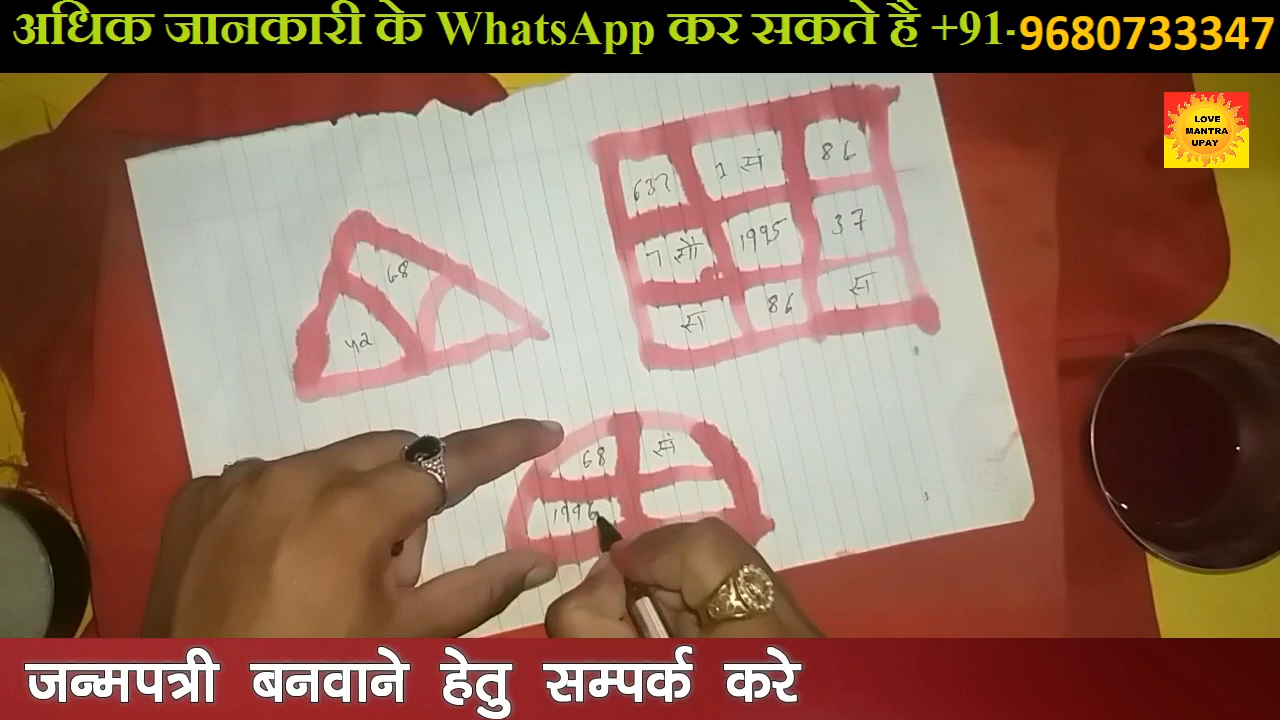 अधिक जानकारी के WhatsApp कर सकते है +91-9680733347
LOVE
MANTRA
UPAY
637 1 सं 86
7 सौ 1995 37
स 86 स
68
42
68 सं
1996
जन्मपत्री बनवाने हेतु सम्पर्क करे